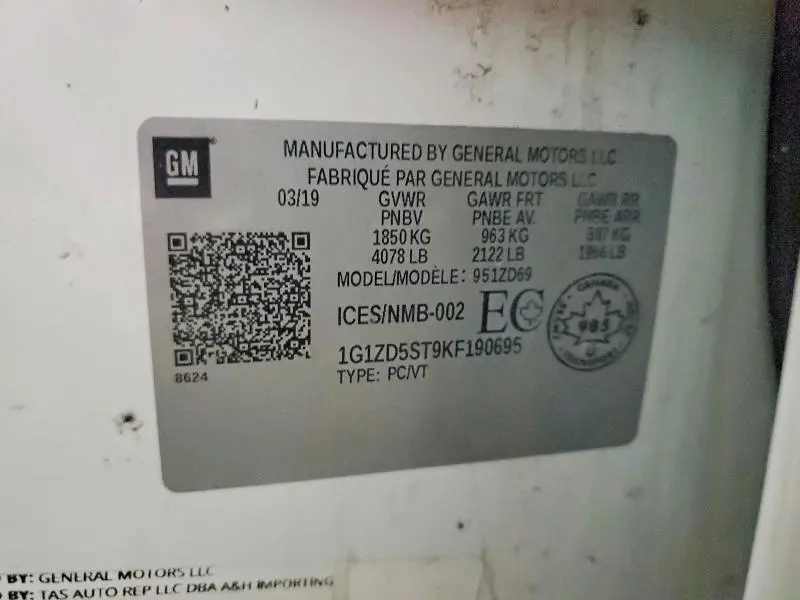 GM
MANUFACTURED BY GENERAL MOTORS LLC
FABRIQUÉ PAR GENERAL MOTORS LLC
03/19 GVWR GAWR FRT GAWR RR
PNBV PNBE AV. PNBE ARR
1850 KG 963 KG 887 KG
4078 LB 2122 LB 1956 LB
MODEL/MODÈLE: 951ZD69
ICES/NMB-002 EC
CANADA
905
1G1ZD5ST9KF190695
TYPE: PC/VT
8624
BY: GENERAL MOTORS LLC
BY: TAS AUTO REP LLC DBA A&H IMPORTING